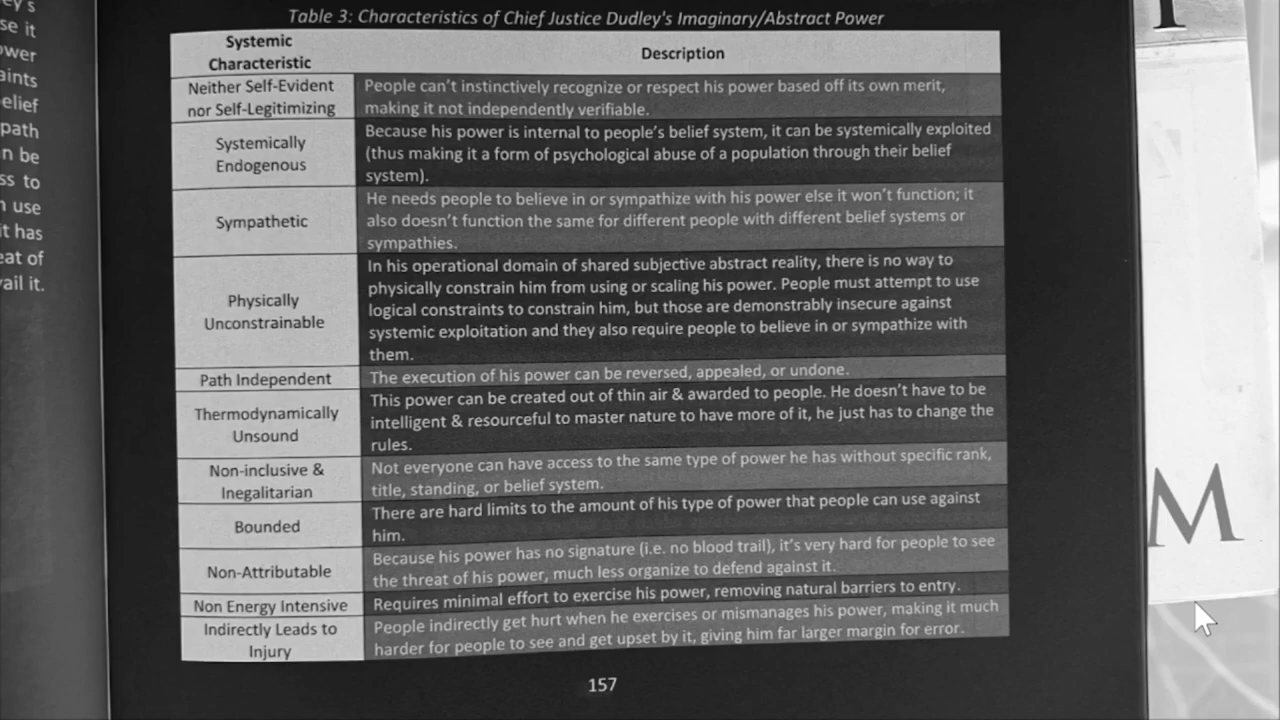 ey's
se it
ower
aints
elief
path
n be
ss to
n use
it has
eat of
vail it.
Table 3: Characteristics of Chief Justice Dudley's Imaginary/Abstract Power
Systemic
Characteristic
Description
Neither Self-Evident
nor Self-Legitimizing
People can't instinctively recognize or respect his power based off its own merit,
making it not independently verifiable.
Systemically
Endogenous
Because his power is internal to people's belief system, it can be systemically exploited
(thus making it a form of psychological abuse of a population through their belief
system).
Sympathetic
He needs people to believe in or sympathize with his power else it won't function; it
also doesn't function the same for different people with different belief systems or
sympathies.
Physically
Unconstrainable
In his operational domain of shared subjective abstract reality, there is no way to
physically constrain him from using or scaling his power. People must attempt to use
logical constraints to constrain him, but those are demonstrably insecure against
systemic exploitation and they also require people to believe in or sympathize with
them.
Path Independent
The execution of his power can be reversed, appealed, or undone.
Thermodynamically
Unsound
This power can be created out of thin air & awarded to people. He doesn't have to be
intelligent & resourceful to master nature to have more of it, he just has to change the
rules.
Non-inclusive &
Inegalitarian
Not everyone can have access to the same type of power he has without specific rank,
title, standing, or belief system.
Bounded
There are hard limits to the amount of his type of power that people can use against
him.
Non-Attributable
Because his power has no signature (i.e. no blood trail), it's very hard for people to see
the threat of his power, much less organize to defend against it.
Non Energy Intensive
Requires minimal effort to exercise his power, removing natural barriers to entry.
Indirectly Leads to
Injury
People indirectly get hurt when he exercises or mismanages his power, making it much
harder for people to see and get upset by it, giving him far larger margin for error.
157
M